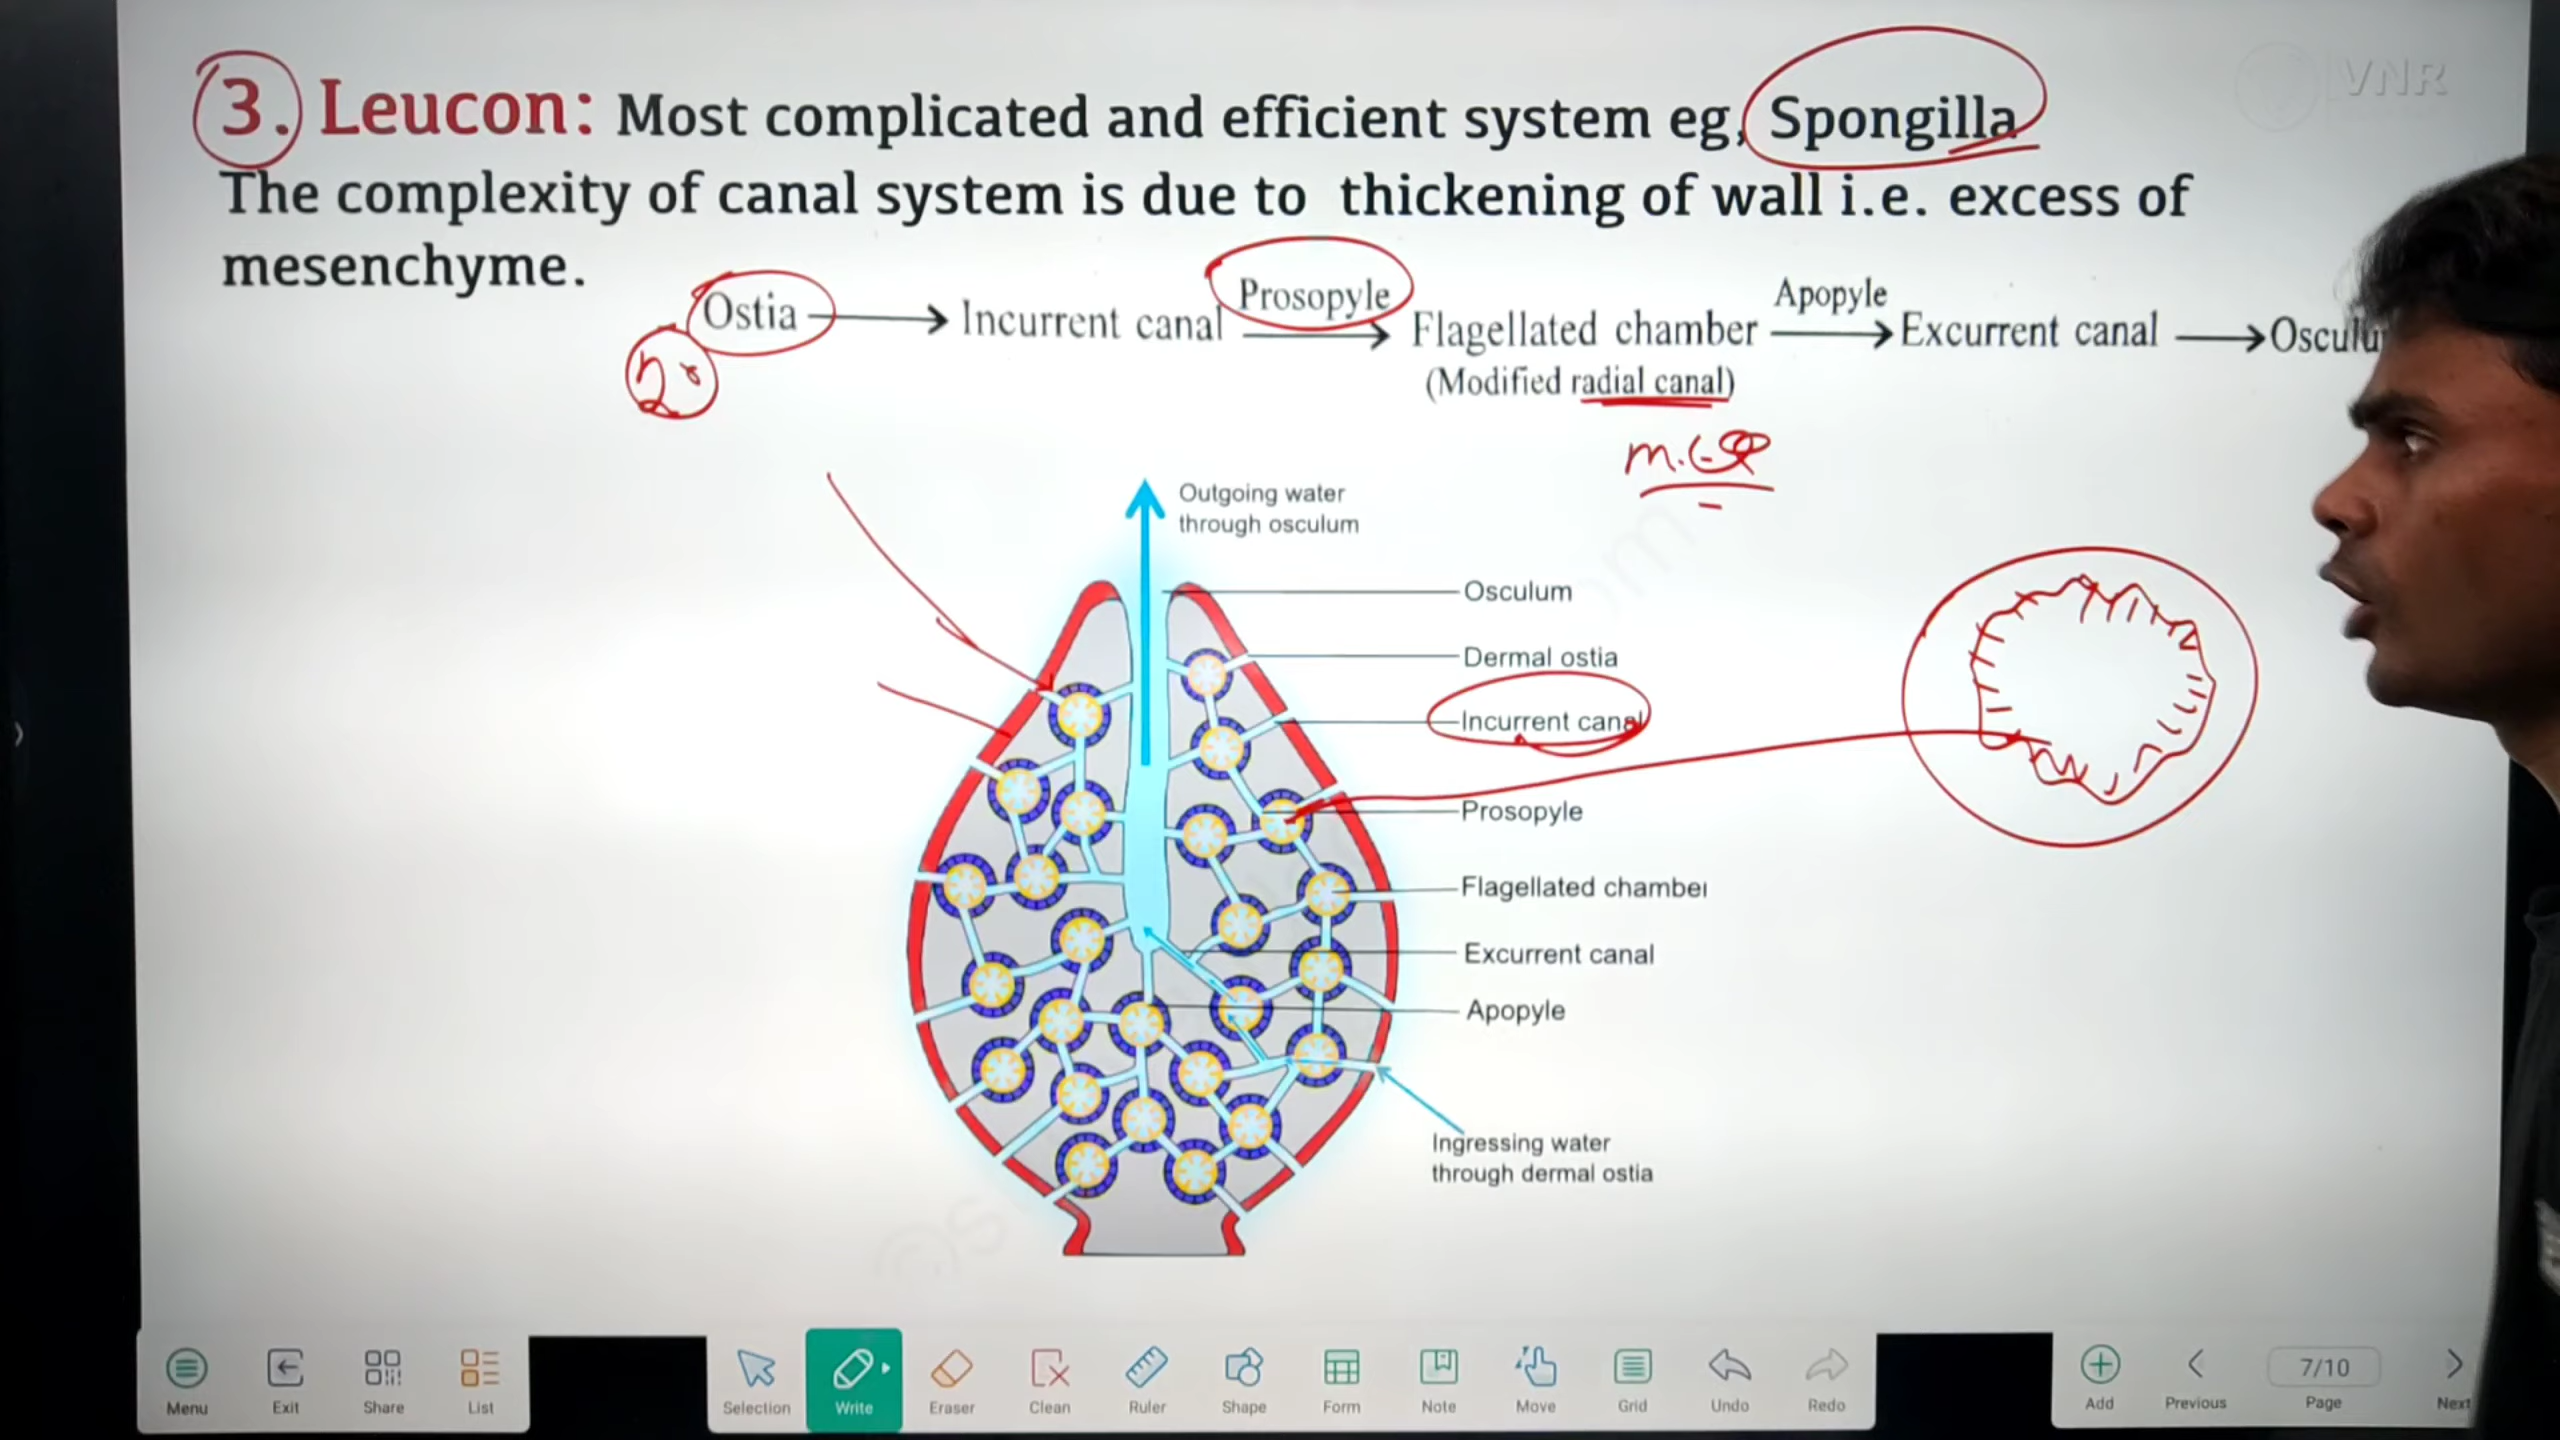 VNR
3. Leucon: Most complicated and efficient system eg, Spongilla
The complexity of canal system is due to thickening of wall i.e. excess of
mesenchyme.
Ostia → Incurrent canal Prosopyle → Flagellated chamber Apopyle → Excurrent canal → Osculu
(Modified radial canal)
Outgoing water
through osculum
Osculum
Dermal ostia
Incurrent canal
Prosopyle
Flagellated chamber
Excurrent canal
Apopyle
Ingressing water
through dermal ostia
Menu Exit Share List Selection Write Eraser Clean Ruler Shape Form Note Move Grid Undo Redo Add Previous 7/10 Page Next